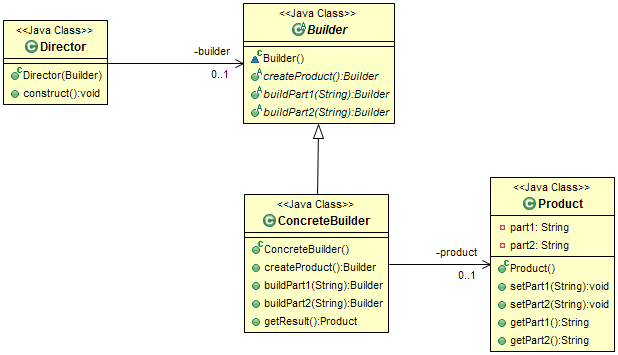 <<Java Class>>
Director
Director(Builder)
construct():void
-builder
0..1
<<Java Class>>
Builder
Builder()
createProduct():Builder
buildPart1(String):Builder
buildPart2(String):Builder
<<Java Class>>
ConcreteBuilder
ConcreteBuilder()
createProduct():Builder
buildPart1(String):Builder
buildPart2(String):Builder
getResult():Product
-product
0..1
<<Java Class>>
Product
part1: String
part2: String
Product()
setPart1(String):void
setPart2(String):void
getPart1():String
getPart2():String